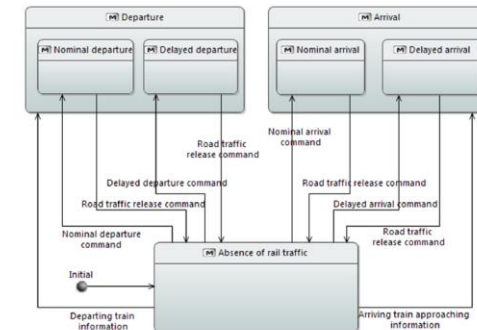 M Departure
M Arrival
M Nominal departure
M Delayed departure
M Nominal arrival
M Delayed arrival
Road traffic
release command
Nominal arrival
command
Delayed departure command
Road traffic release command
Road traffic release command
Delayed arrival command
Nominal departure
command
Road traffic
release command
M Absence of rail traffic
Initial
Departing train
information
Arriving train approaching
information